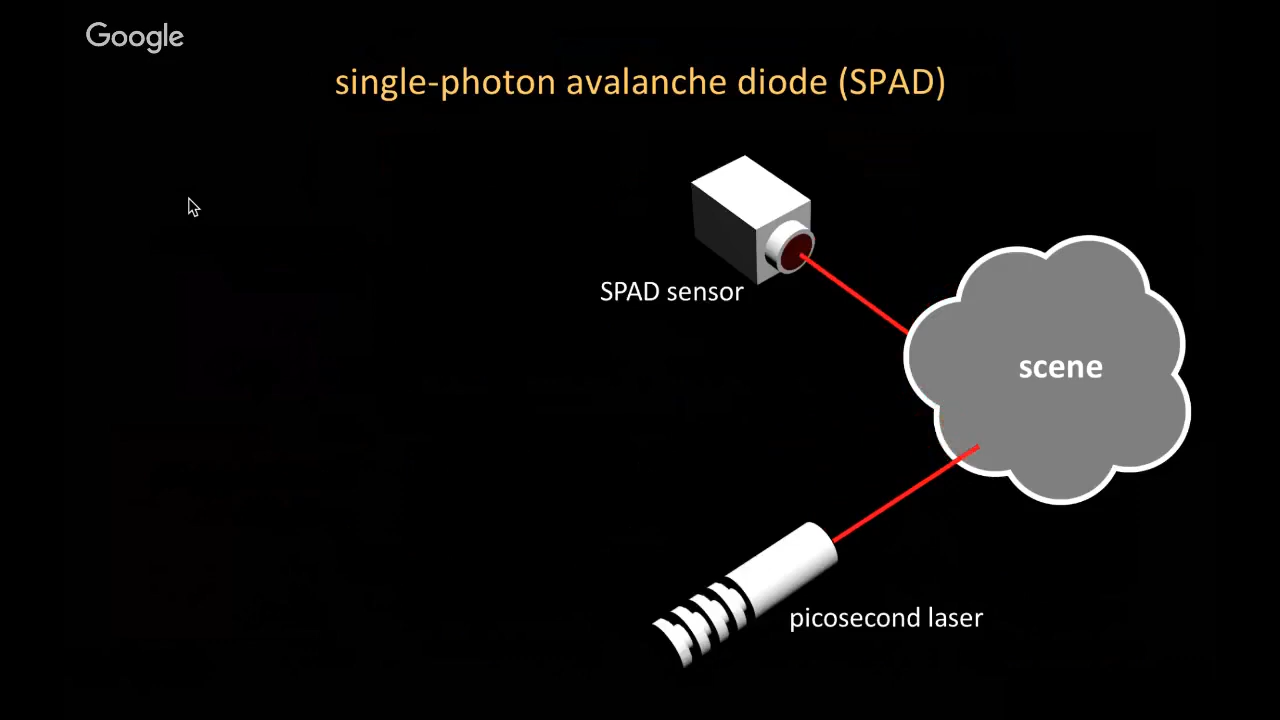 Google
single-photon avalanche diode (SPAD)
SPAD sensor
scene
picosecond laser